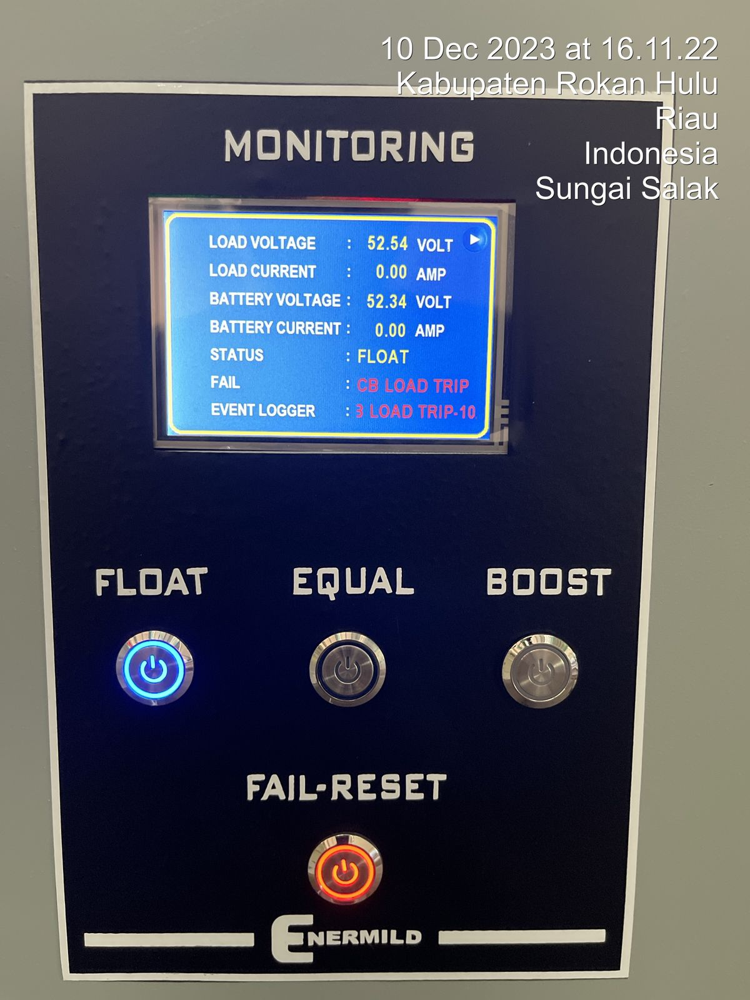 10 Dec 2023 at 16.11.22
Kabupaten Rokan Hulu
Riau
Indonesia
Sungai Salak
MONITORING
LOAD VOLTAGE : 52.54 VOLT
LOAD CURRENT : 0.00 AMP
BATTERY VOLTAGE : 52.34 VOLT
BATTERY CURRENT : 0.00 AMP
STATUS : FLOAT
FAIL : CB LOAD TRIP
EVENT LOGGER : LOAD TRIP-10
FLOAT EQUAL BOOST
FAIL-RESET
ENERMILD